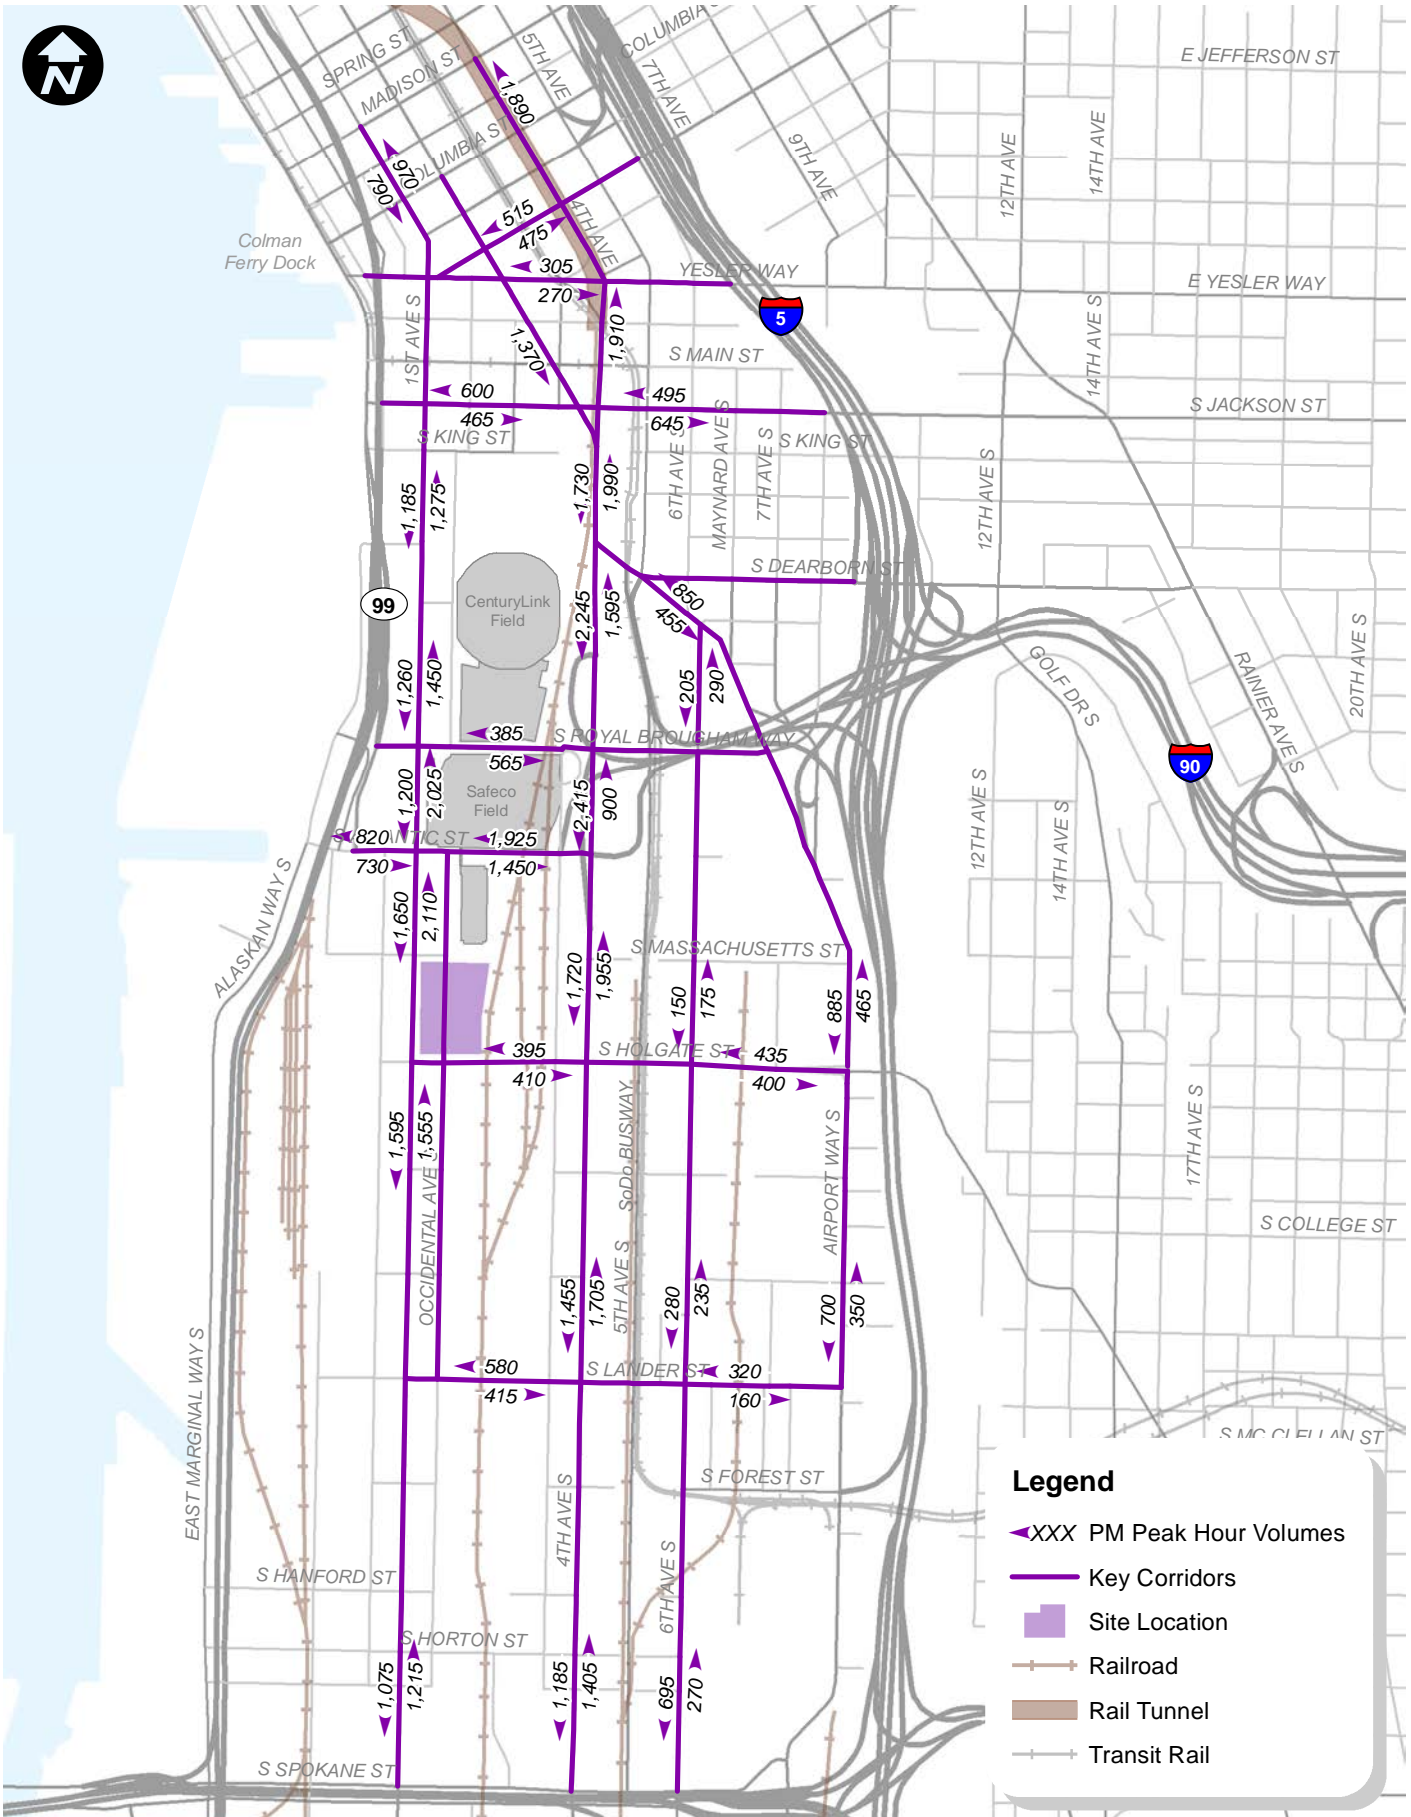 N
SPRING ST
MADISON ST
5TH AVE
COLUMBIA S
7TH AVE
E JEFFERSON ST
1,890
9TH AVE
12TH AVE
14TH AVE
OLUMBIA S
970
790
515
475
4TH AVE
Colman
Ferry Dock
305
270
YESLER WAY
E YESLER WAY
5
1ST AVE S
1,370
1,910
S MAIN ST
14TH AVE S
600
465
495
645
S JACKSON ST
S KING ST
S KING ST
6TH AVE S
MAYNARD AVE S
7TH AVE S
12TH AVE S
1,185
1,275
1,730
1,990
S DEARBORN ST
99
CenturyLink
Field
2,245
1,595
850
455
20TH AVE S
GOLF DR S
RAINIER AVE S
1,260
1,450
205
290
385
565
S ROYAL BROUGHAM WAY
90
1,200
2,025
Safeco
Field
2,415
900
12TH AVE S
14TH AVE S
820
730
NTIC ST
1,925
1,450
ALASKAN WAY S
1,650
2,110
S MASSACHUSETTS ST
1,720
1,955
150
175
885
465
395
410
S HOLGATE ST
435
400
1,595
1,555
OCCIDENTAL AVE
SoDo BUSWAY
AIRPORT WAY S
17TH AVE S
S COLLEGE ST
1,455
1,705
5TH AVE S
280
235
700
350
EAST MARGINAL WAY S
580
415
S LANDER ST
320
160
S MC CLELLAN ST
S FOREST ST
4TH AVE S
6TH AVE S
S HANFORD ST
S HORTON ST
1,075
1,215
1,185
1,405
695
270
S SPOKANE ST
Legend
XXX PM Peak Hour Volumes
Key Corridors
Site Location
Railroad
Rail Tunnel
Transit Rail